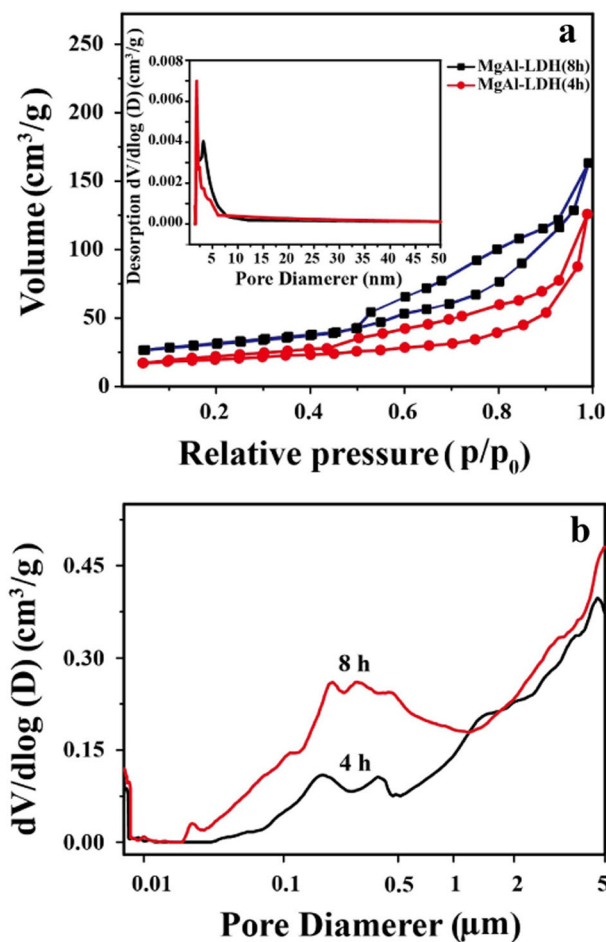 a
250
200
150
100
50
0
Volume (cm³/g)
MgAl-LDH(8h)
MgAl-LDH(4h)
0.008
0.006
0.004
0.002
0.000
Desorption dV/dlog (D) (cm³/g)
5 10 15 20 25 30 35 40 45 50
Pore Diamerer (nm)
0.2 0.4 0.6 0.8 1.0
Relative pressure (p/p₀)
b
0.45
0.30
0.15
0.00
dV/dlog (D) (cm³/g)
8 h
4 h
0.01 0.1 0.5 1 2 5
Pore Diamerer (μm)